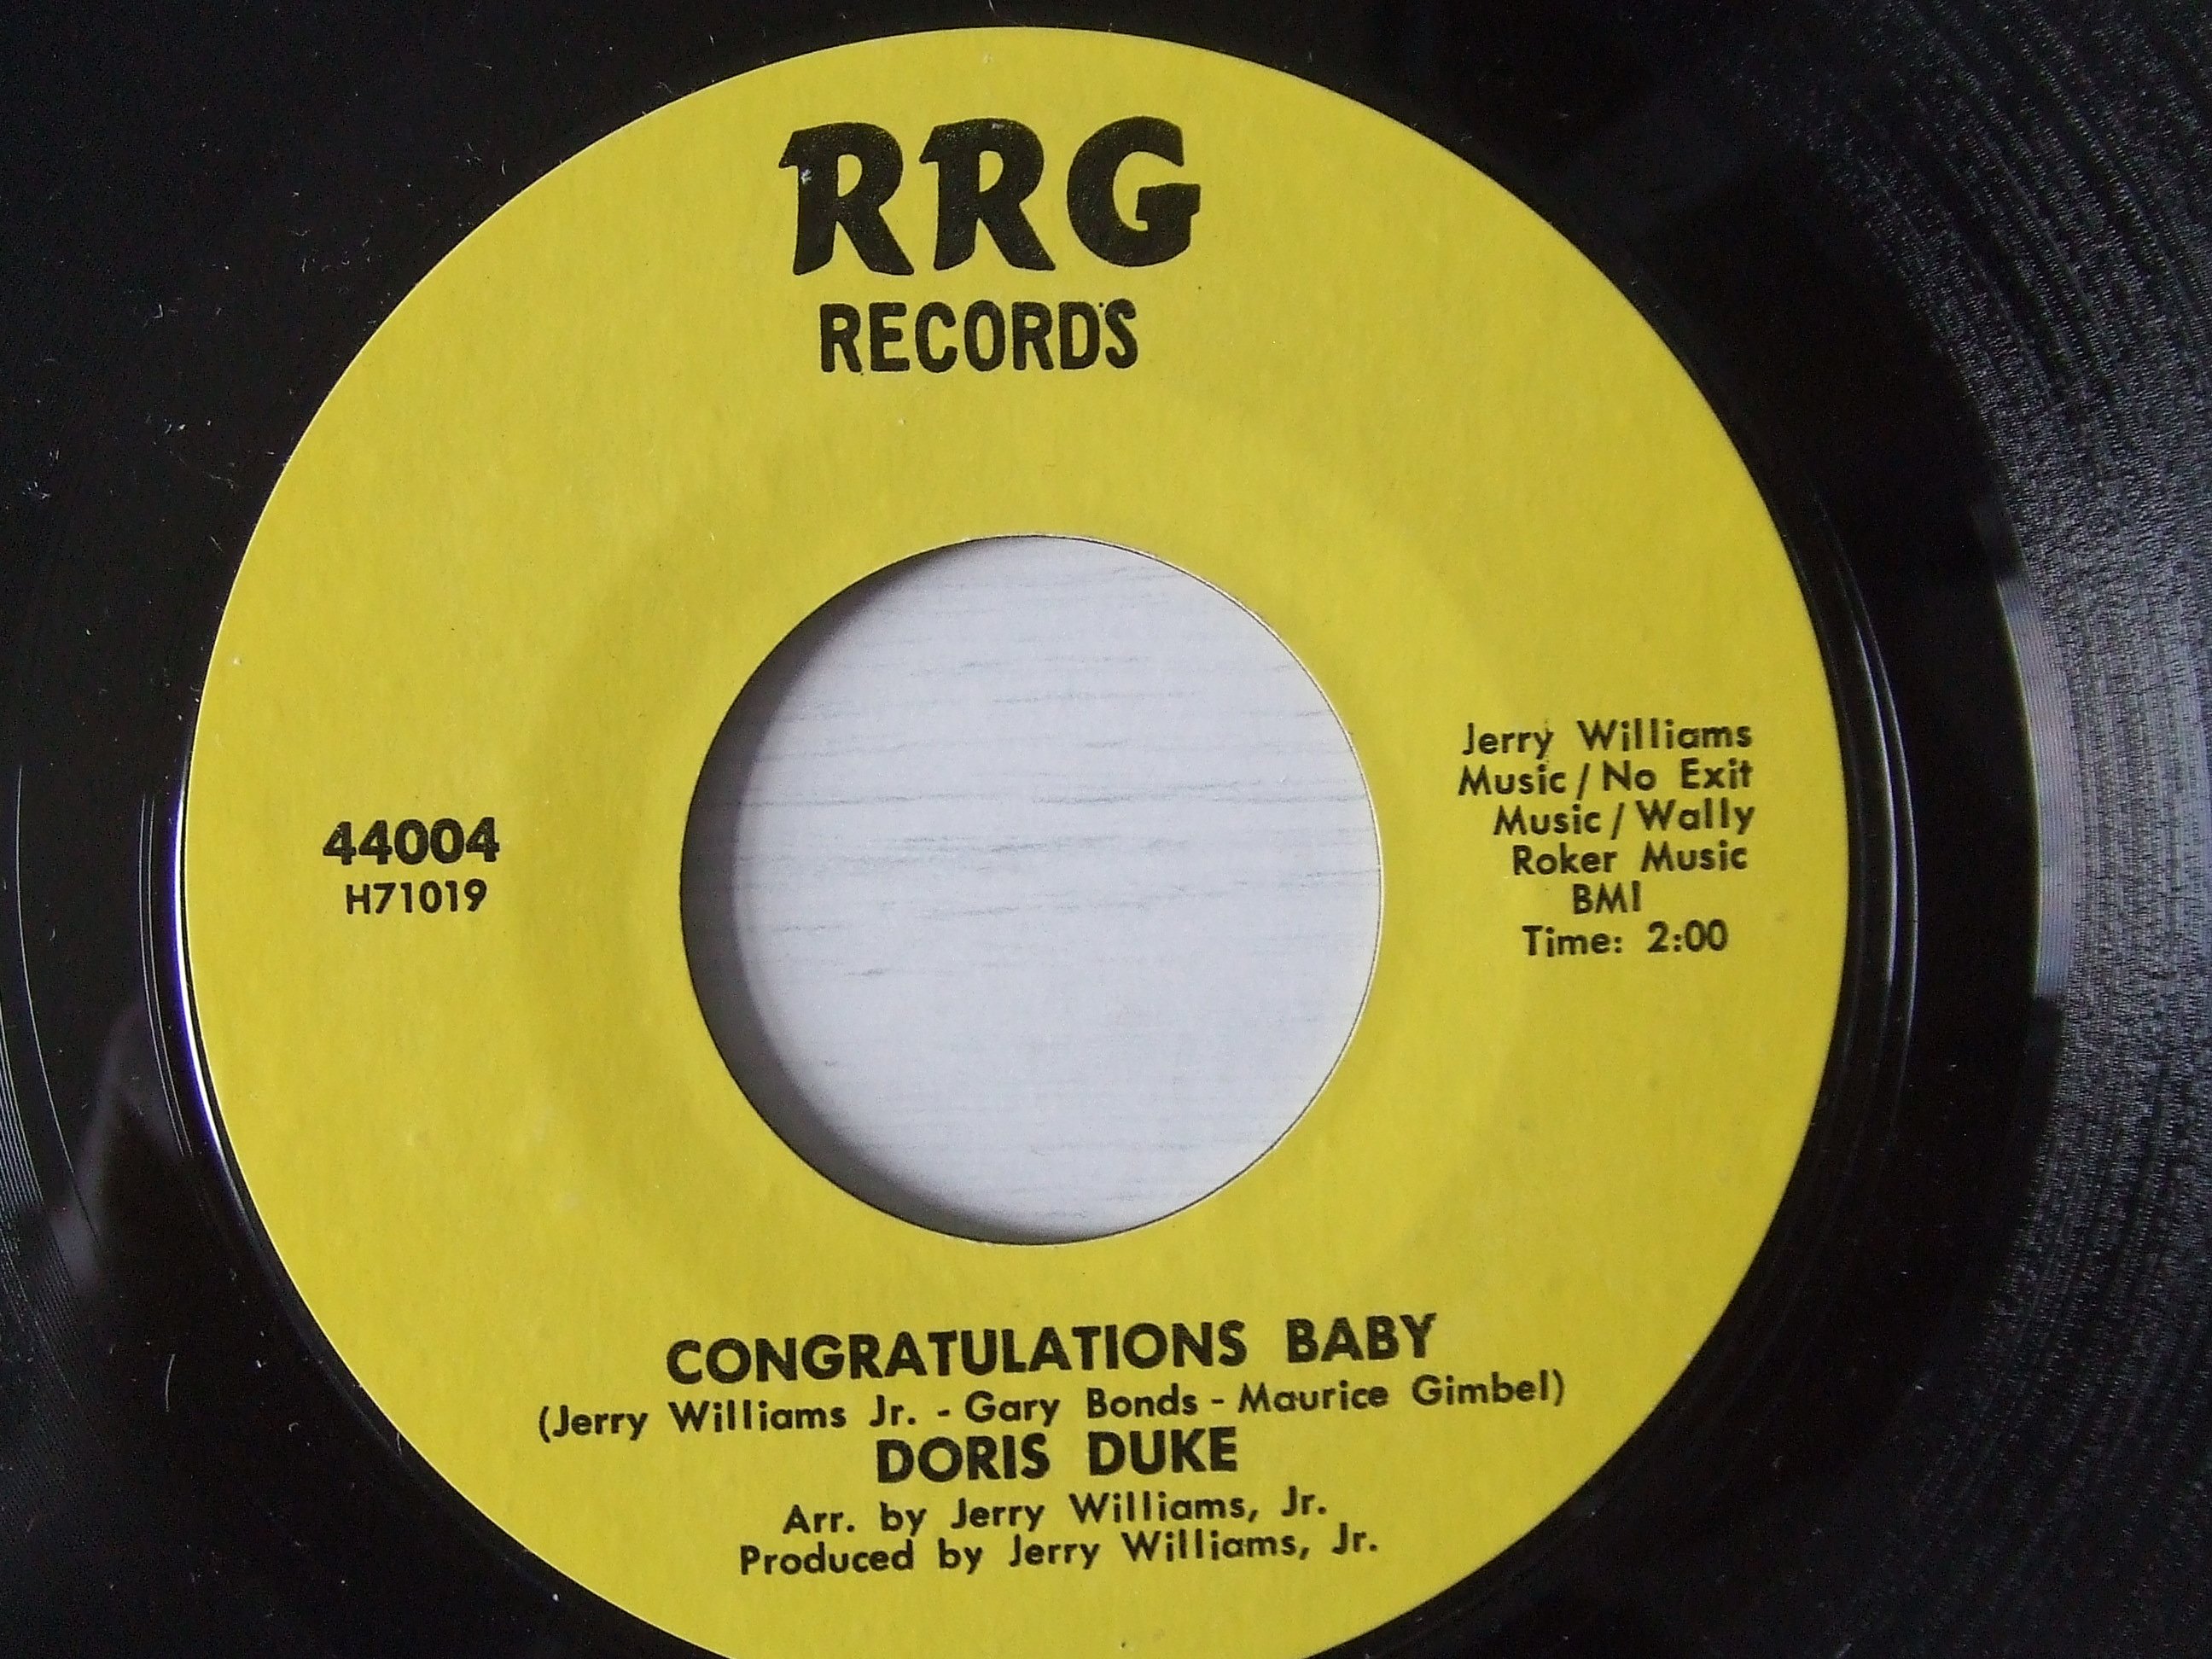 RRG
RECORDS
44004
H71019
Jerry Williams
Music / No Exit
Music / Wally
Roker Music
BMI
Time: 2:00
CONGRATULATIONS BABY
(Jerry Williams Jr. - Gary Bonds - Maurice Gimbel)
DORIS DUKE
Arr. by Jerry Williams, Jr.
Produced by Jerry Williams, Jr.